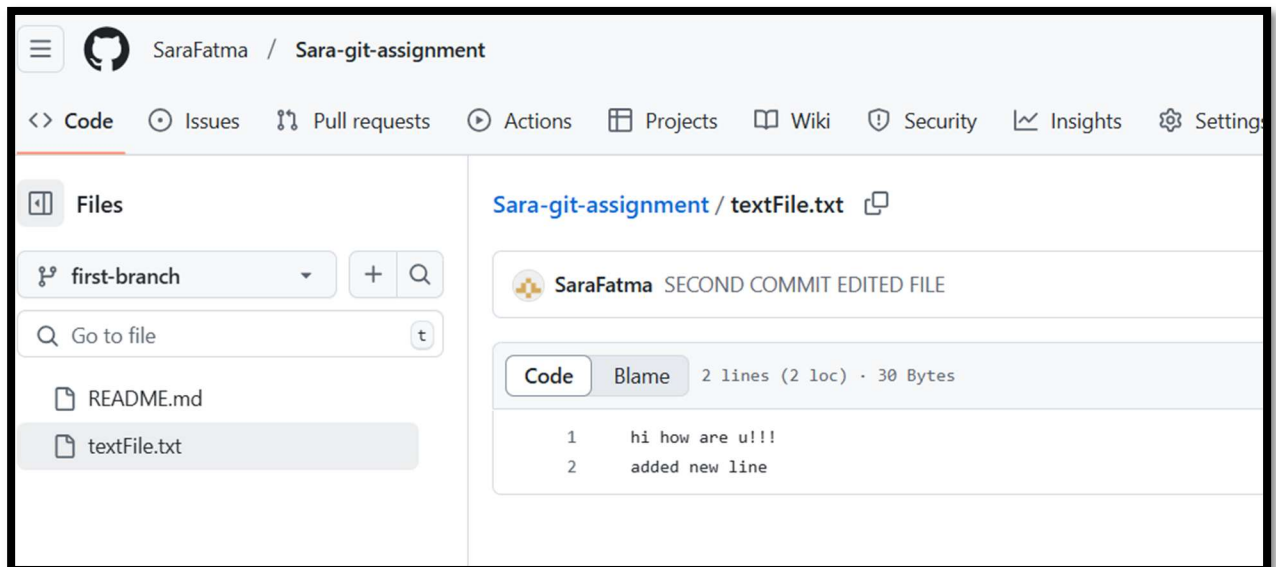 SaraFatma / Sara-git-assignment
Code Issues Pull requests Actions Projects Wiki Security Insights Settings
Files
first-branch
Go to file t
README.md
textFile.txt
Sara-git-assignment / textFile.txt
SaraFatma SECOND COMMIT EDITED FILE
Code Blame 2 lines (2 loc) · 30 Bytes
1 hi how are u!!!
2 added new line